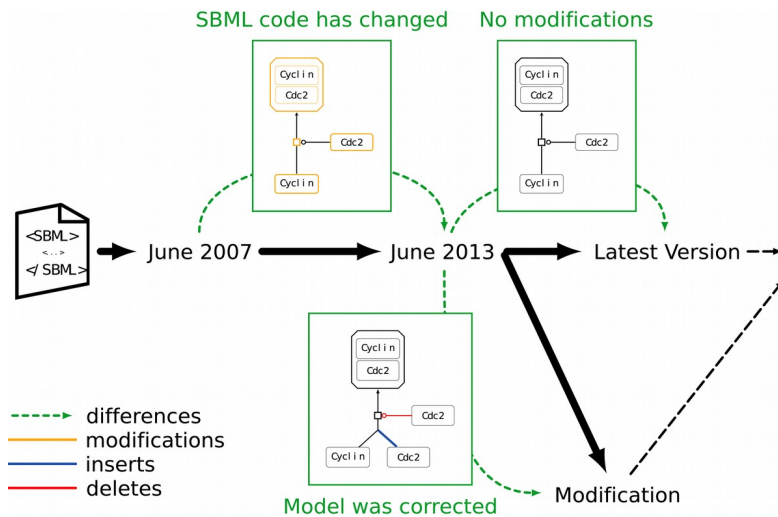 SBML code has changed
No modifications
Cyclin
Cdc2
Cdc2
Cyclin
Cyclin
Cdc2
Cdc2
Cyclin
<SBML>
<..>
</ SBML>
June 2007
June 2013
Latest Version
Cyclin
Cdc2
Cdc2
Cyclin
Cdc2
differences
modifications
inserts
deletes
Model was corrected
Modification